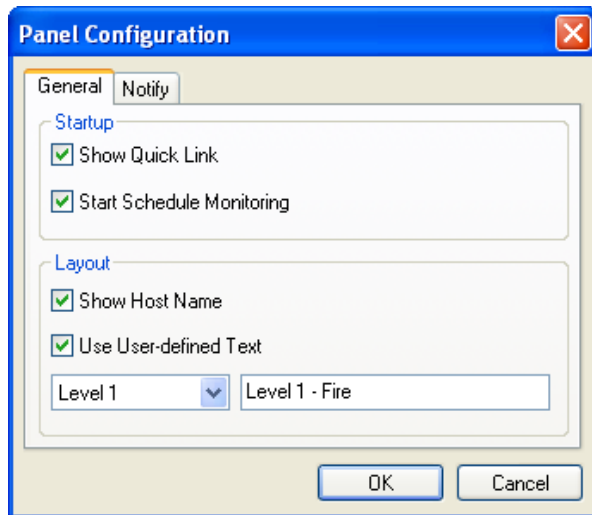 Panel Configuration
General Notify
Startup
Show Quick Link
Start Schedule Monitoring
Layout
Show Host Name
Use User-defined Text
Level 1 Level 1 - Fire
OK Cancel